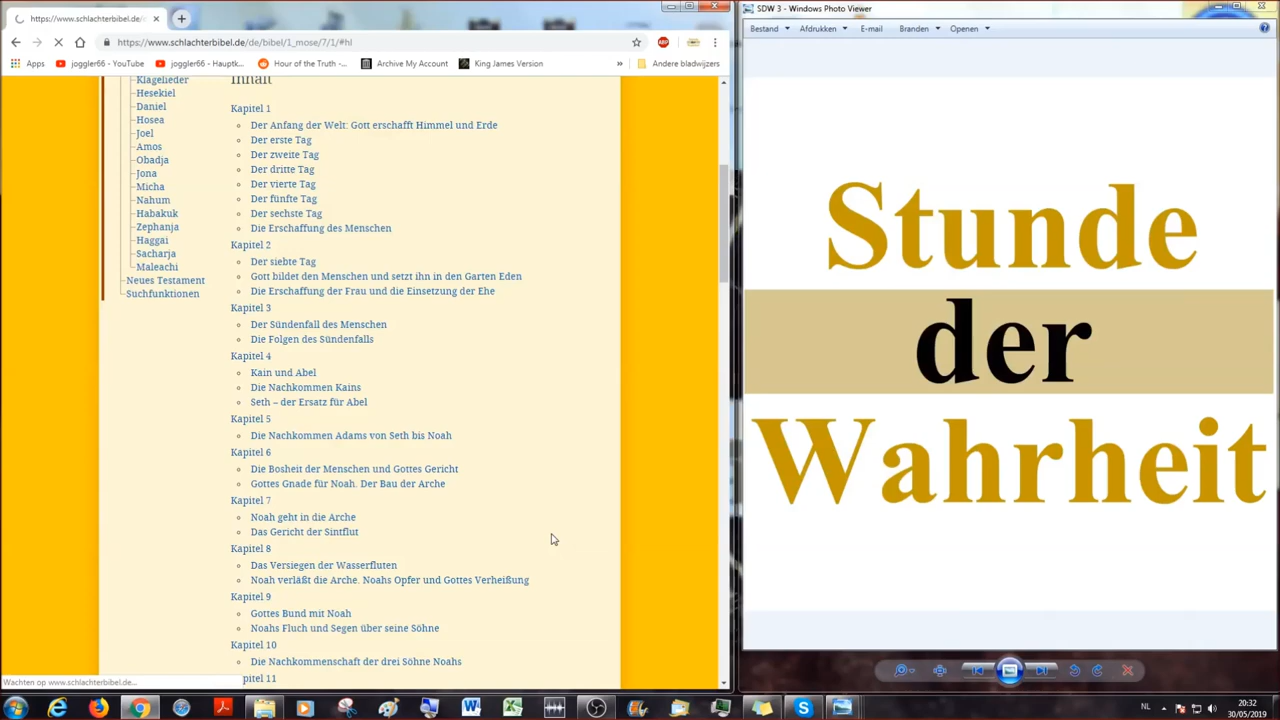 https://www.schlachterbibel.de/d
SDW 3 - Windows Photo Viewer
https://www.schlachterbibel.de/de/bibel/1_mose/7/1/#hl
ABP
Apps
joggler66 - YouTube
joggler66 - Hauptk...
Hour of the Truth -...
Archive My Account
King James Version
»
Andere bladwijzers
Bestand
Afdrukken
E-mail
Branden
Openen
Klagelieder
Hesekiel
Daniel
Hosea
Joel
Amos
Obadja
Jona
Micha
Nahum
Habakuk
Zephanja
Haggai
Sacharja
Maleachi
Neues Testament
Suchfunktionen
Inhalt
Kapitel 1
Der Anfang der Welt: Gott erschafft Himmel und Erde
Der erste Tag
Der zweite Tag
Der dritte Tag
Der vierte Tag
Der fünfte Tag
Der sechste Tag
Die Erschaffung des Menschen
Kapitel 2
Der siebte Tag
Gott bildet den Menschen und setzt ihn in den Garten Eden
Die Erschaffung der Frau und die Einsetzung der Ehe
Kapitel 3
Der Sündenfall des Menschen
Die Folgen des Sündenfalls
Kapitel 4
Kain und Abel
Die Nachkommen Kains
Seth – der Ersatz für Abel
Kapitel 5
Die Nachkommen Adams von Seth bis Noah
Kapitel 6
Die Bosheit der Menschen und Gottes Gericht
Gottes Gnade für Noah. Der Bau der Arche
Kapitel 7
Noah geht in die Arche
Das Gericht der Sintflut
Kapitel 8
Das Versiegen der Wasserfluten
Noah verläßt die Arche. Noahs Opfer und Gottes Verheißung
Kapitel 9
Gottes Bund mit Noah
Noahs Fluch und Segen über seine Söhne
Kapitel 10
Die Nachkommenschaft der drei Söhne Noahs
pitel 11
Wachten op www.schlachterbibel.de...
Stunde
der
Wahrheit
NL
20:32
30/05/2019